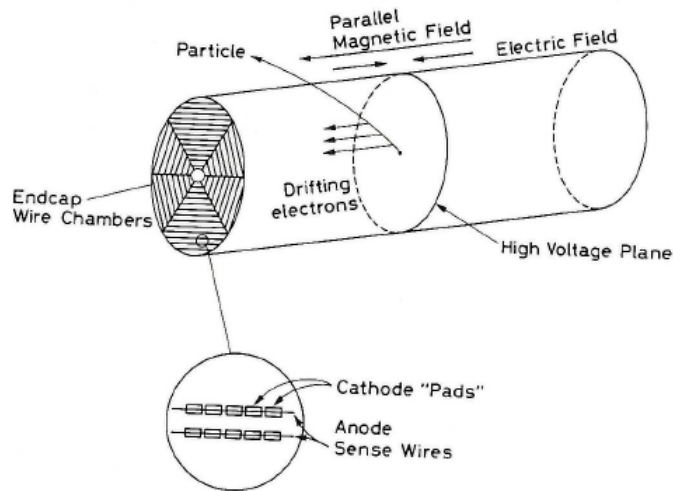 Parallel
Magnetic Field
Particle
Electric Field
Endcap
Wire Chambers
Drifting
electrons
High Voltage Plane
Cathode "Pads"
Anode
Sense Wires